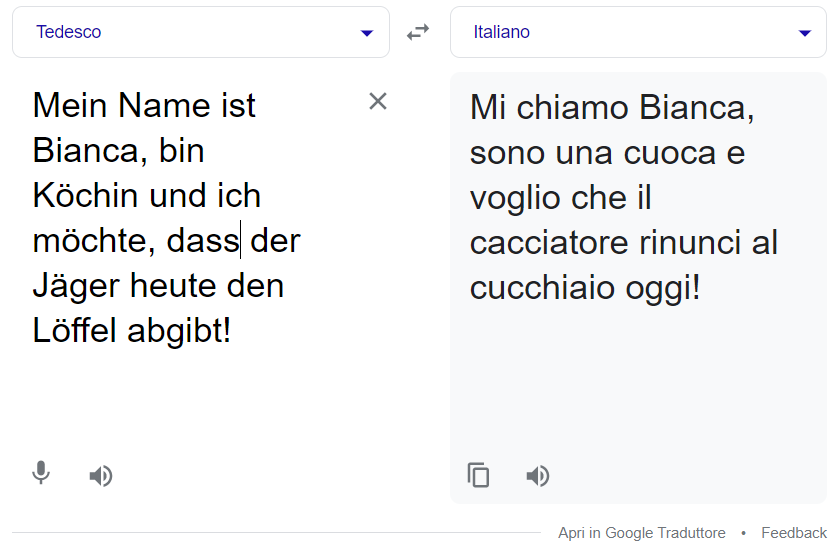 Tedesco
Italiano
Mein Name ist
Bianca, bin
Köchin und ich
möchte, dass der
Jäger heute den
Löffel abgibt!
Mi chiamo Bianca,
sono una cuoca e
voglio che il
cacciatore rinunci al
cucchiaio oggi!
Apri in Google Traduttore • Feedback